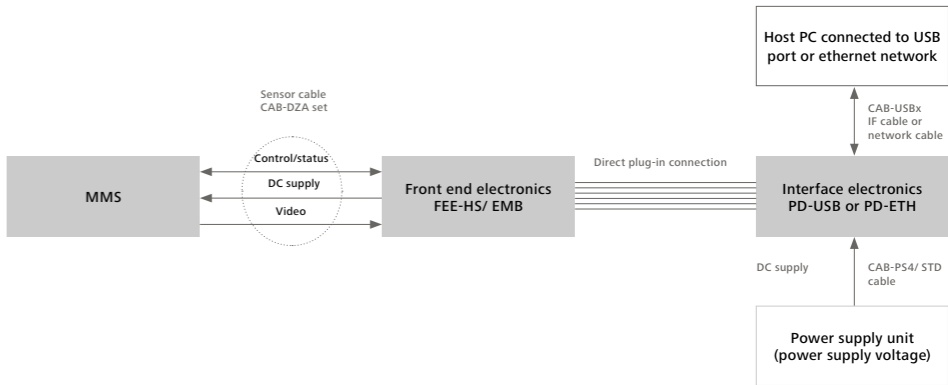 Host PC connected to USB
port or ethernet network
Sensor cable
CAB-DZA set
CAB-USBx
IF cable or
network cable
MMS
Control/status
DC supply
Video
Front end electronics
FEE-HS/ EMB
Direct plug-in connection
Interface electronics
PD-USB or PD-ETH
DC supply
CAB-PS4/ STD
cable
Power supply unit
(power supply voltage)